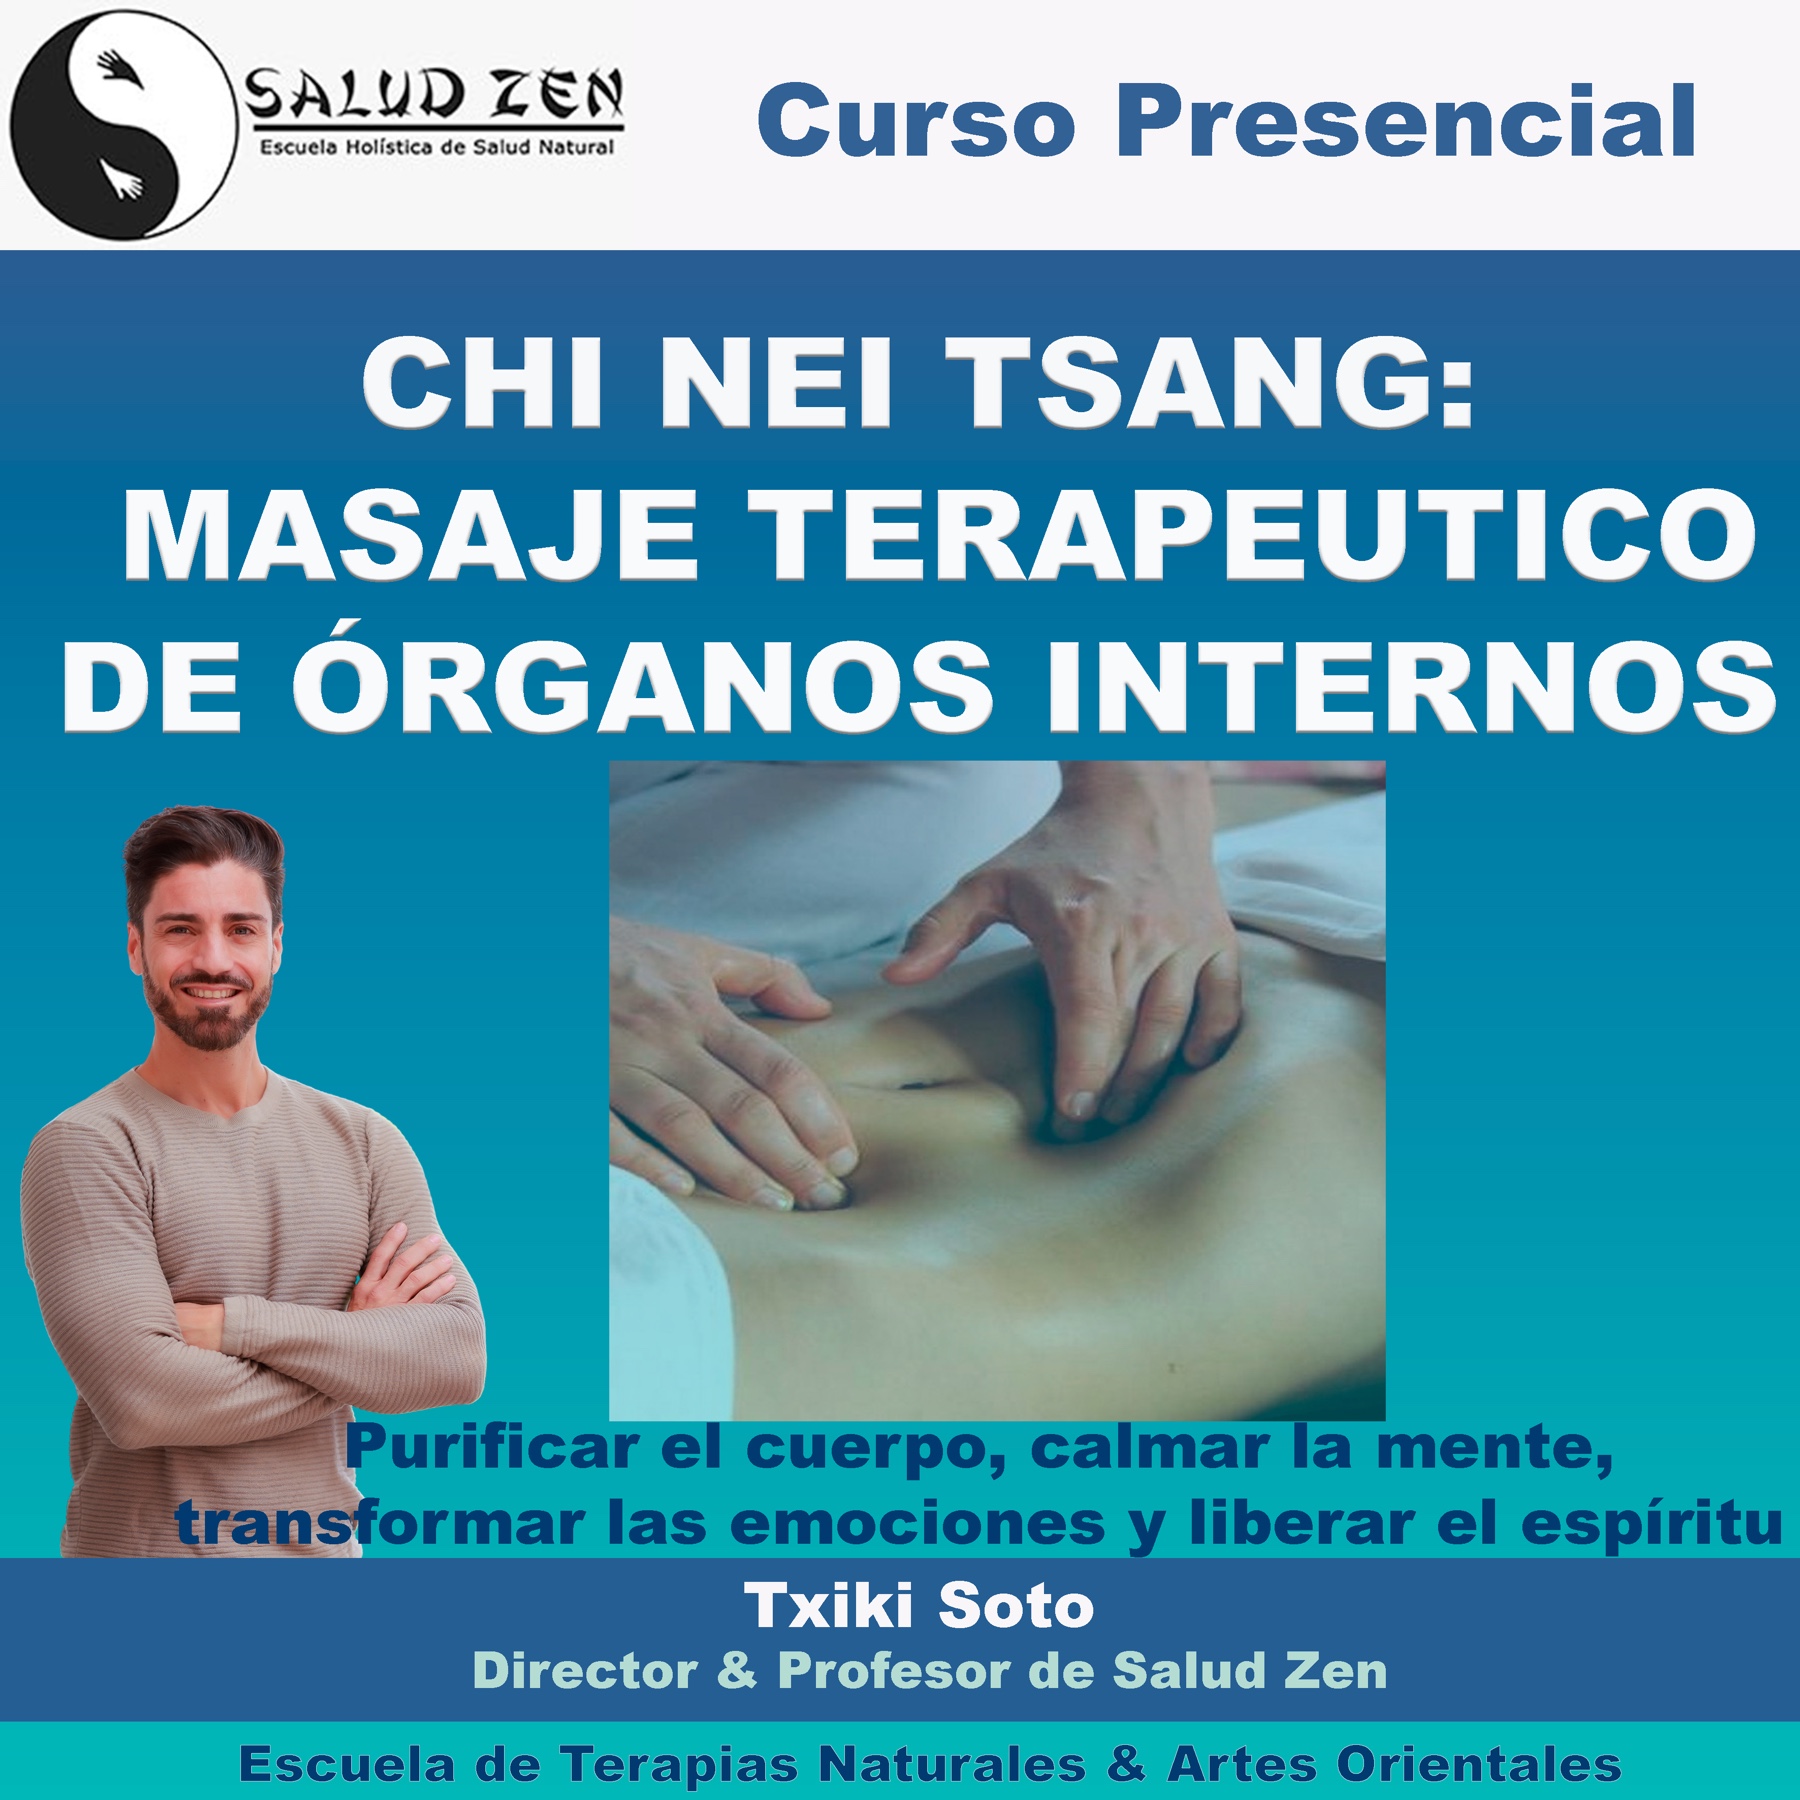 SALUD ZEN
Escuela Holística de Salud Natural
Curso Presencial
CHI NEI TSANG:
MASAJE TERAPEUTICO
DE ÓRGANOS INTERNOS
Purificar el cuerpo, calmar la mente,
transformar las emociones y liberar el espíritu
Txiki Soto
Director & Profesor de Salud Zen
Escuela de Terapias Naturales & Artes Orientales